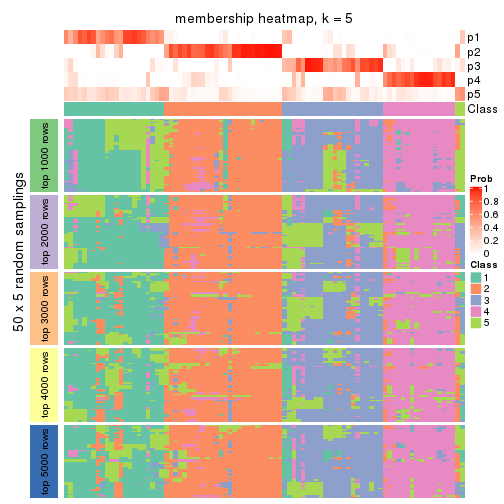 membership heatmap, k = 5
p1
p2
p3
p4
p5
Class
50 x 5 random samplings
top 1000 rows
top 2000 rows
top 3000 rows
top 4000 rows
top 5000 rows
Prob
1
0.8
0.6
0.4
0.2
0
Class
1
2
3
4
5